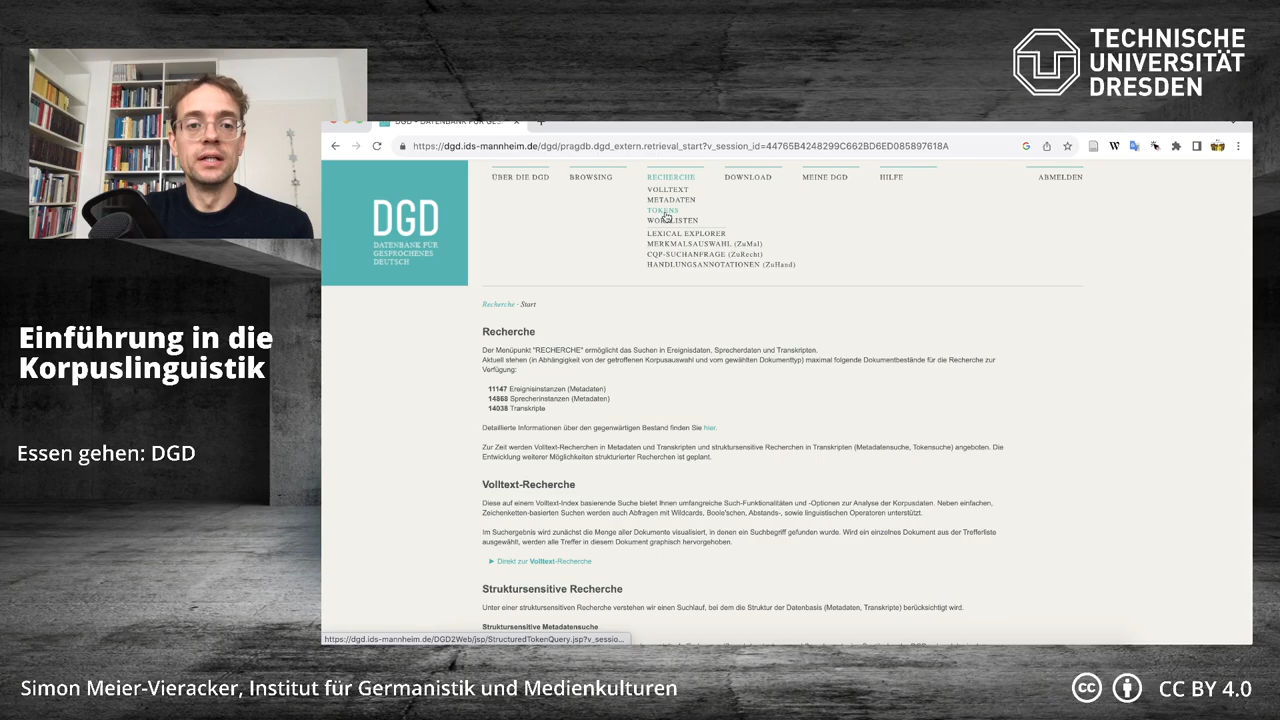 TECHNISCHE
UNIVERSITÄT
DRESDEN
Einführung in die
Korpuslinguistik
Essen gehen: DGD
https://dgd.ids-mannheim.de/dgd/pragdb.dgd_extern.retrieval_start?v_session_id=44765B4248299C662BD6ED085897618A
DGD
DATENBANK FÜR
GESPROCHENES
DEUTSCH
ÜBER DIE DGD BROWSING RECHERCHE DOWNLOAD MEINE DGD HILFE ABMELDEN
VOLLTEXT
METADATEN
TOKENS
WORTLISTEN
LEXICAL EXPLORER
MERKMALSAUSWAHL (ZuMal)
CQP-SUCHANFRAGE (ZuRecht)
HANDLUNGSANNOTATIONEN (ZuHand)
Recherche - Start
Recherche
Der Menüpunkt "RECHERCHE" ermöglicht das Suchen in Ereignisdaten, Sprecherdaten und Transkripten.
Aktuell stehen (in Abhängigkeit von der getroffenen Korpusauswahl und vom gewählten Dokumenttyp) maximal folgende Dokumentbestände für die Recherche zur
Verfügung:
11147 Ereignisinstanzen (Metadaten)
14868 Sprecherinstanzen (Metadaten)
14038 Transkripte
Detaillierte Informationen über den gegenwärtigen Bestand finden Sie hier.
Zur Zeit werden Volltext-Recherchen in Metadaten und Transkripten und struktursensitive Recherchen in Transkripten (Metadatensuche, Tokensuche) angeboten. Die
Entwicklung weiterer Möglichkeiten strukturierter Recherchen ist geplant.
Volltext-Recherche
Diese auf einem Volltext-Index basierende Suche bietet Ihnen umfangreiche Such-Funktionalitäten und -Optionen zur Analyse der Korpusdaten. Neben einfachen,
Zeichenketten-basierten Suchen werden auch Abfragen mit Wildcards, Boole'schen, Abstands-, sowie linguistischen Operatoren unterstützt.
Im Suchergebnis wird zunächst die Menge aller Dokumente visualisiert, in denen ein Suchbegriff gefunden wurde. Wird ein einzelnes Dokument aus der Trefferliste
ausgewählt, werden alle Treffer in diesem Dokument graphisch hervorgehoben.
► Direkt zur Volltext-Recherche
Struktursensitive Recherche
Unter einer struktursensitiven Recherche verstehen wir einen Suchlauf, bei dem die Struktur der Datenbasis (Metadaten, Transkripte) berücksichtigt wird.
Struktursensitive Metadatensuche
https://dgd.ids-mannheim.de/DGD2Web/jsp/StructuredTokenQuery.jsp?v_sessio...
Simon Meier-Vieracker, Institut für Germanistik und Medienkulturen
cc CC BY 4.0